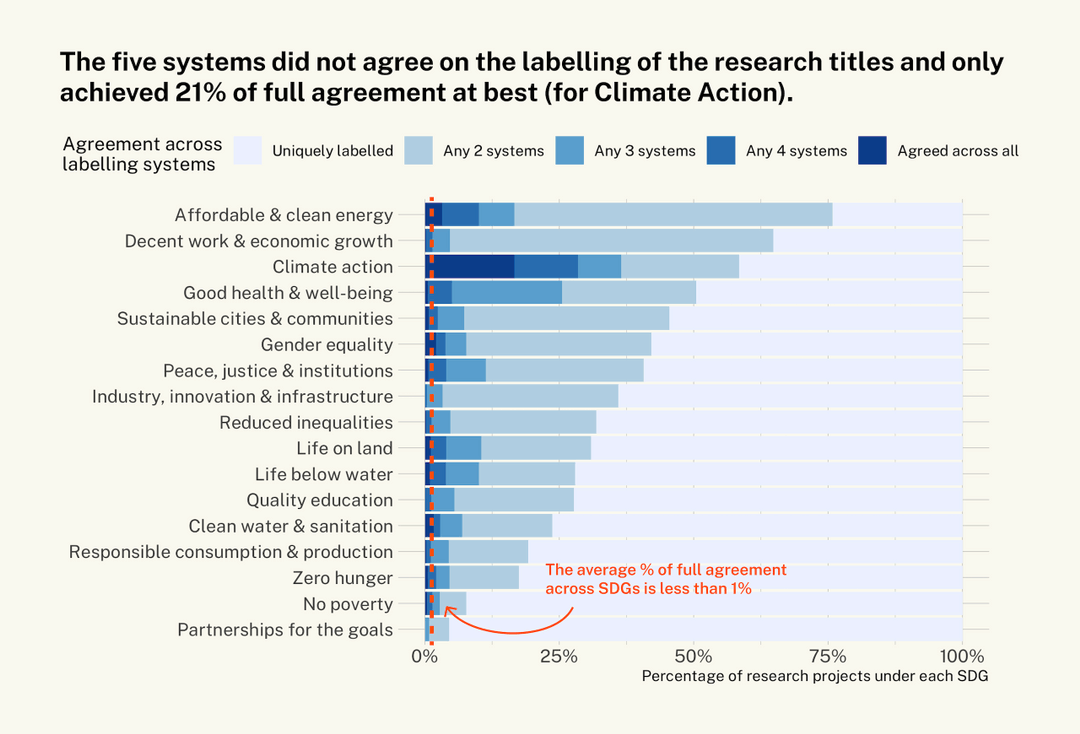 The five systems did not agree on the labelling of the research titles and only
achieved 21% of full agreement at best (for Climate Action).
Agreement across
labelling systems
Uniquely labelled
Any 2 systems
Any 3 systems
Any 4 systems
Agreed across all
Affordable & clean energy
Decent work & economic growth
Climate action
Good health & well-being
Sustainable cities & communities
Gender equality
Peace, justice & institutions
Industry, innovation & infrastructure
Reduced inequalities
Life on land
Life below water
Quality education
Clean water & sanitation
Responsible consumption & production
Zero hunger
No poverty
Partnerships for the goals
The average % of full agreement
across SDGs is less than 1%
0%
25%
50%
75%
100%
Percentage of research projects under each SDG